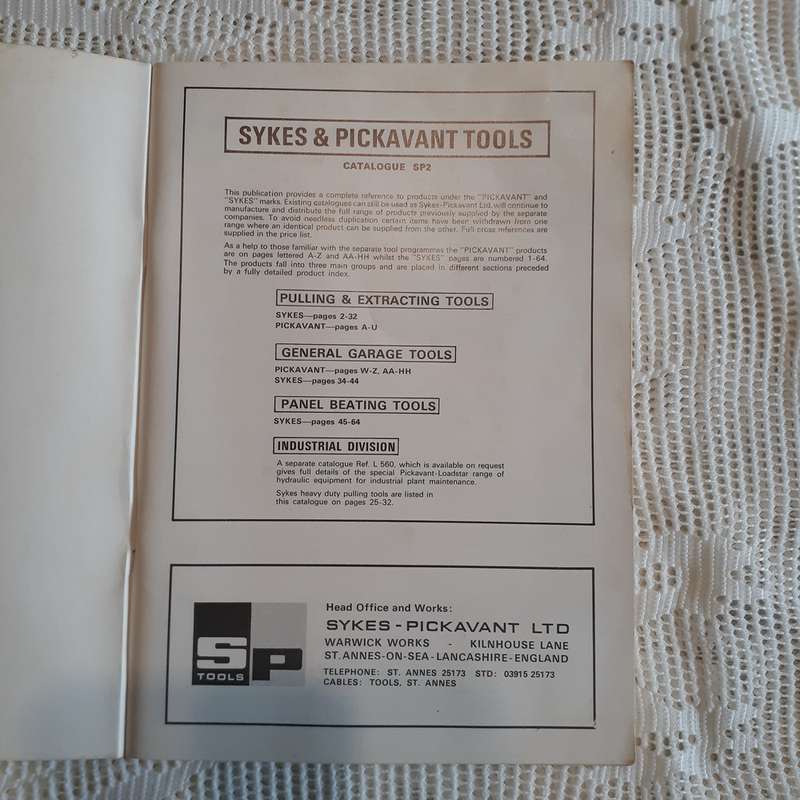 SYKES & PICKAVANT TOOLS
CATALOGUE SP2
This publication provides a complete reference to products under the "PICKAVANT" and
"SYKES" marks. Existing catalogues can still be used as Sykes-Pickavant Ltd. will continue to
manufacture and distribute the full range of products previously supplied by the separate
companies. To avoid needless duplication certain items have been withdrawn from one
range where an identical product can be supplied from the other. Full cross references are
supplied in the price list.
As a help to those familiar with the separate tool programmes the "PICKAVANT" products
are on pages lettered A-Z and AA-HH whilst the "SYKES" pages are numbered 1-64.
The products fall into three main groups and are placed in different sections preceded
by a fully detailed product index.
PULLING & EXTRACTING TOOLS
SYKES—pages 2-32
PICKAVANT—pages A-U
GENERAL GARAGE TOOLS
PICKAVANT—pages W-Z, AA-HH
SYKES—pages 34-44
PANEL BEATING TOOLS
SYKES—pages 45-64
INDUSTRIAL DIVISION
A separate catalogue Ref. L 560, which is available on request
gives full details of the special Pickavant-Loadstar range of
hydraulic equipment for industrial plant maintenance.
Sykes heavy duty pulling tools are listed in
this catalogue on pages 25-32.
SP
TOOLS
Head Office and Works:
SYKES - PICKAVANT LTD
WARWICK WORKS - KILNHOUSE LANE
ST. ANNES-ON-SEA-LANCASHIRE-ENGLAND
TELEPHONE: ST. ANNES 25173 STD: 03915 25173
CABLES: TOOLS, ST. ANNES